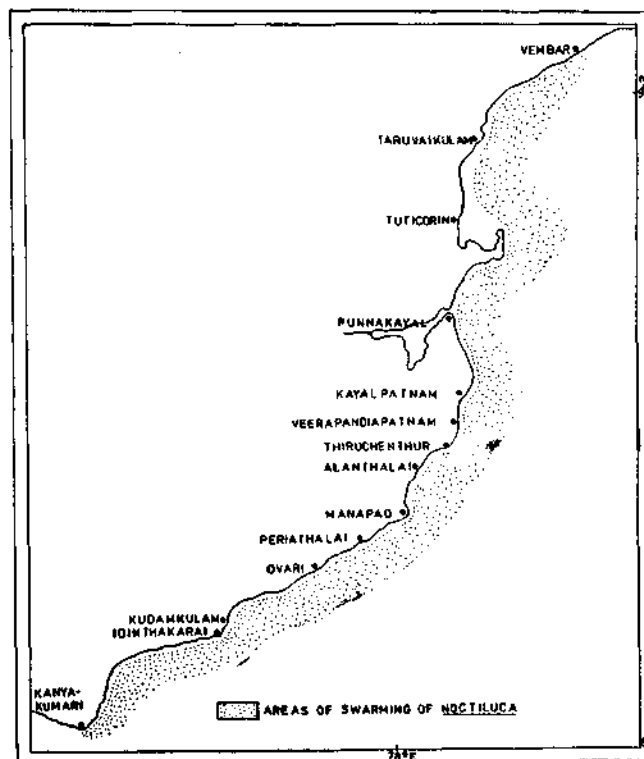 VEMBAR
TARUVAIKULAM
TUTICORIN
PUNNAKAYAL
KAYALPATNAM
VEERAPANDIAPATNAM
THIRUCHENTHUR
ALANTHALAI
MANAPAD
PERIATHALAI
OVARI
KUDAMKULAM
IDINTHAKARAI
KANYA-
KUMARI
AREAS OF SWARMING OF NOCTILUCA